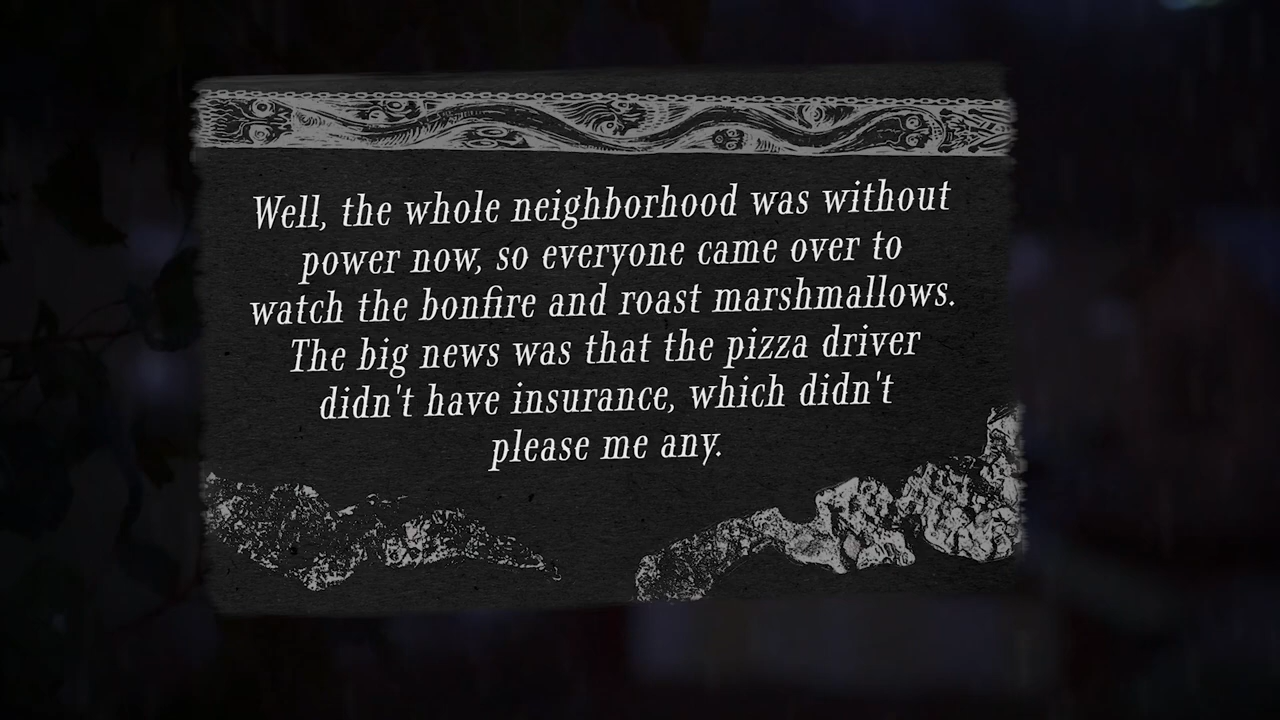 Well, the whole neighborhood was without
power now, so everyone came over to
watch the bonfire and roast marshmallows.
The big news was that the pizza driver
didn't have insurance, which didn't
please me any.